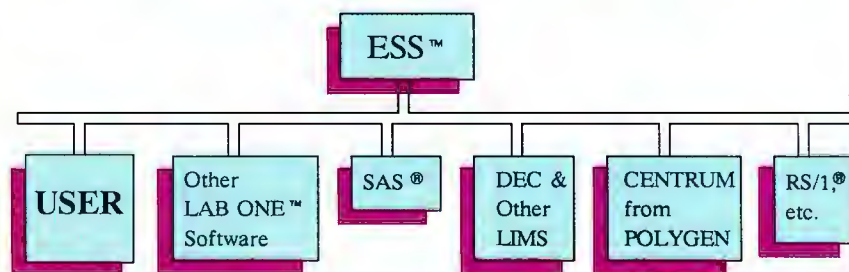 ESS™
USER
Other
LAB ONE™
Software
SAS®
DEC &
Other
LIMS
CENTRUM
from
POLYGEN
RS/1,®
etc.